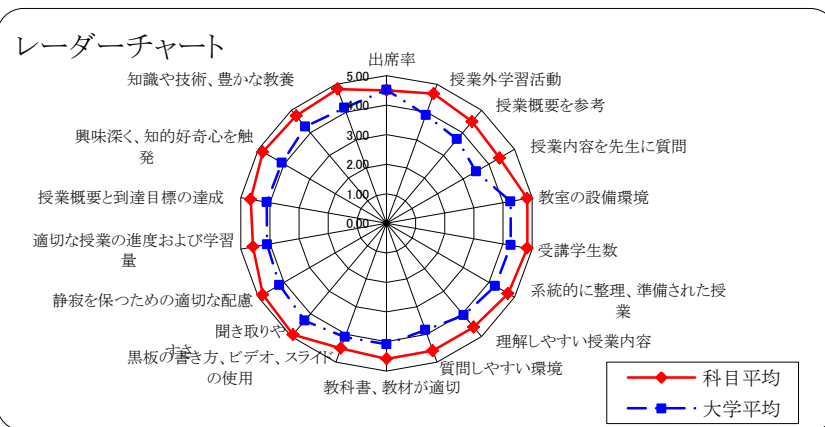 レーダーチャート
出席率
授業外学習活動
授業概要を参考
授業内容を先生に質問
教室の設備環境
受講学生数
系統的に整理、準備された授
業
理解しやすい授業内容
質問しやすい環境
教科書、教材が適切
黒板の書き方、ビデオ、スライド
の使用
聞き取りや
すさ
静寂を保つための適切な配慮
適切な授業の進度および学習
量
授業概要と到達目標の達成
興味深く、知的好奇心を触
発
知識や技術、豊かな教養
5.00
4.00
3.00
2.00
1.00
0.00
科目平均
大学平均